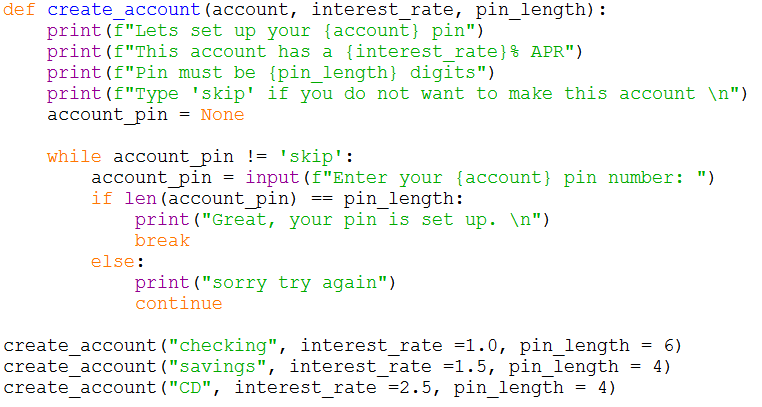 def create_account(account, interest_rate, pin_length):
    print(f"Lets set up your {account} pin")
    print(f"This account has a {interest_rate}% APR")
    print(f"Pin must be {pin_length} digits")
    print(f"Type 'skip' if you do not want to make this account \n")
    account_pin = None

    while account_pin != 'skip':
        account_pin = input(f"Enter your {account} pin number: ")
        if len(account_pin) == pin_length:
            print("Great, your pin is set up. \n")
            break
        else:
            print("sorry try again")
            continue

create_account("checking", interest_rate =1.0, pin_length = 6)
create_account("savings", interest_rate =1.5, pin_length = 4)
create_account("CD", interest_rate =2.5, pin_length = 4)